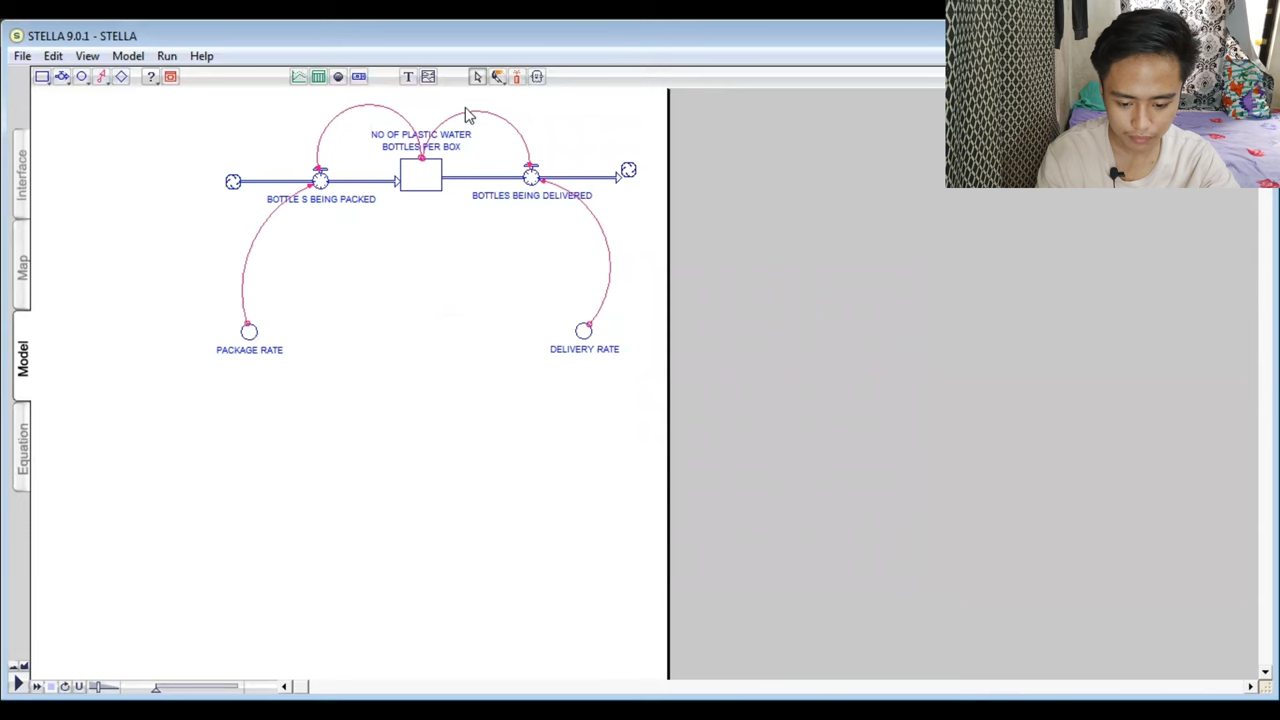 STELLA 9.0.1 - STELLA
File Edit View Model Run Help
Interface
Map
Model
Equation
NO OF PLASTIC WATER
BOTTLES PER BOX
BOTTLE S BEING PACKED
BOTTLES BEING DELIVERED
PACKAGE RATE
DELIVERY RATE